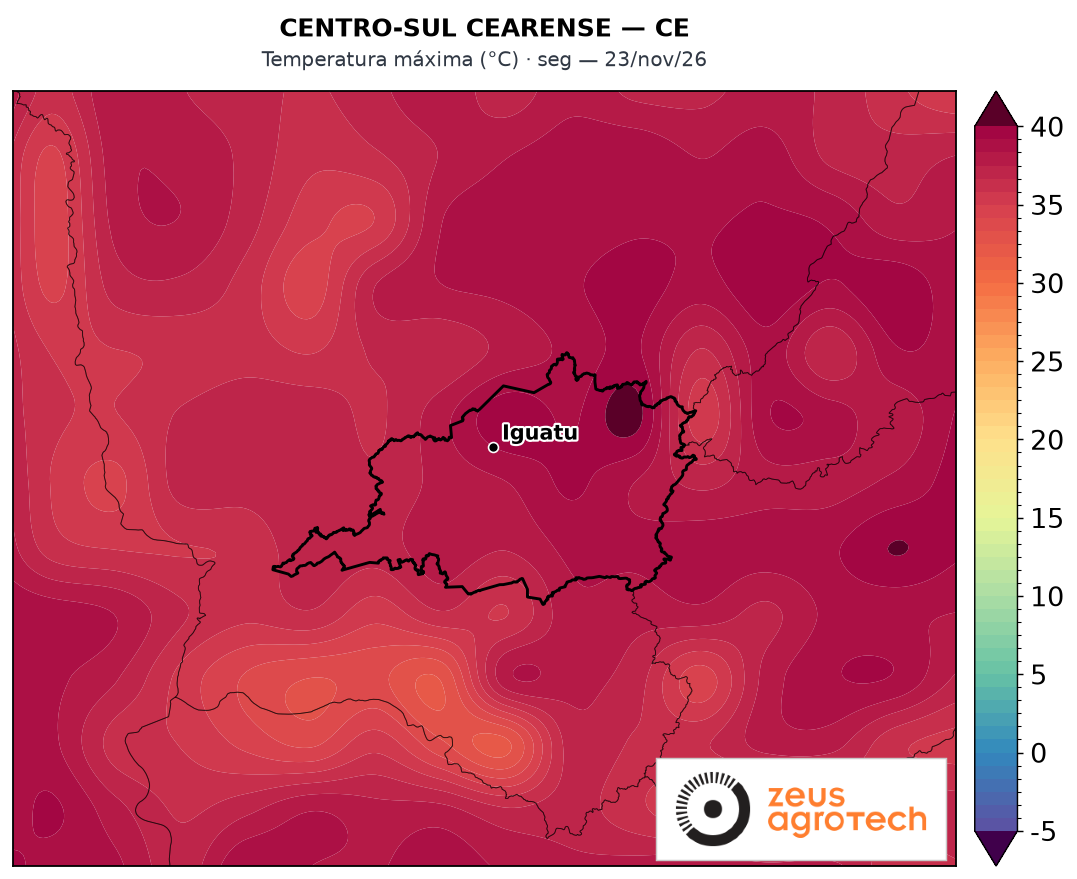 CENTRO-SUL CEARENSE — CE
Temperatura máxima (°C) · seg — 23/nov/26
40
35
30
25
20
15
10
5
0
-5
Iguatu
zeus
agrotech